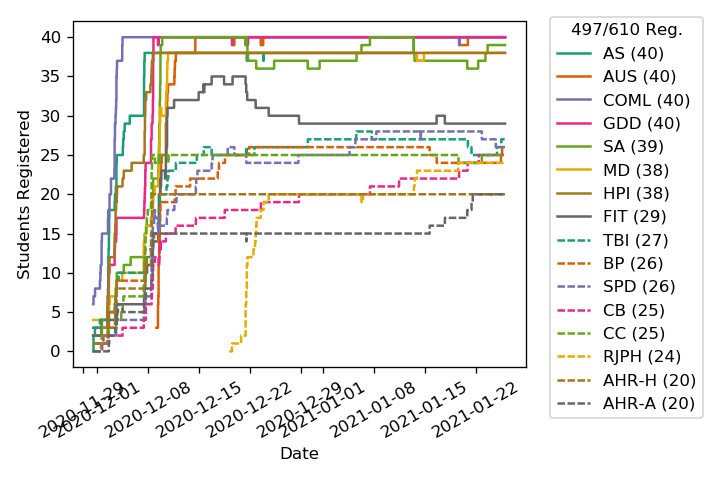 497/610 Reg.
AS (40)
AUS (40)
COML (40)
GDD (40)
SA (39)
MD (38)
HPI (38)
FIT (29)
TBI (27)
BP (26)
SPD (26)
CB (25)
CC (25)
RJPH (24)
AHR-H (20)
AHR-A (20)
Students Registered
40
35
30
25
20
15
10
5
0
2020-11-29
2020-12-01
2020-12-08
2020-12-15
2020-12-22
2020-12-29
2021-01-01
2021-01-08
2021-01-15
2021-01-22
Date